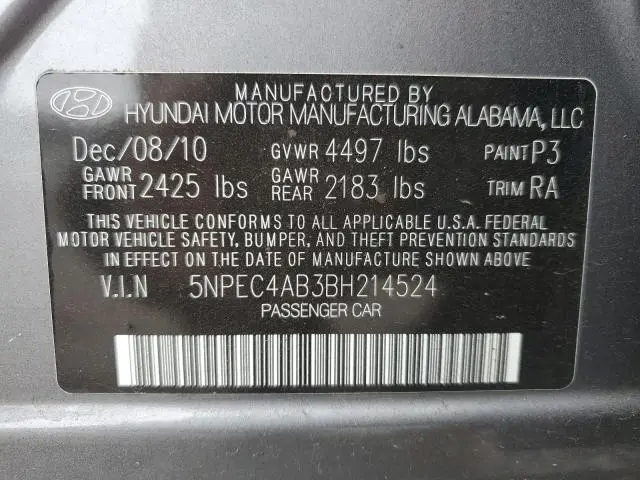 MANUFACTURED BY
HYUNDAI MOTOR MANUFACTURING ALABAMA, LLC
Dec/08/10 GVWR 4497 lbs PAINT P3
GAWR FRONT 2425 lbs GAWR REAR 2183 lbs TRIM RA
THIS VEHICLE CONFORMS TO ALL APPLICABLE U.S.A. FEDERAL
MOTOR VEHICLE SAFETY, BUMPER, AND THEFT PREVENTION STANDARDS
IN EFFECT ON THE DATE OF MANUFACTURE SHOWN ABOVE
V.I.N 5NPEC4AB3BH214524
PASSENGER CAR